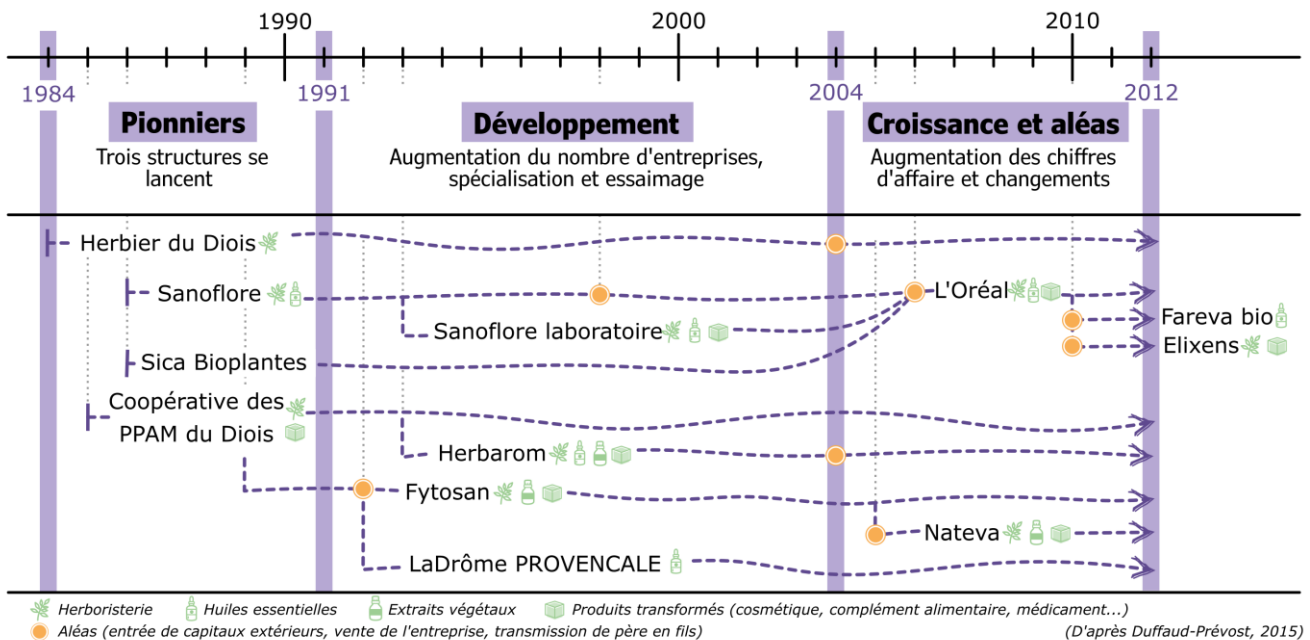 1990
2000
2010
1984
1991
2004
2012
Pionniers
Trois structures se
lancent
Développement
Augmentation du nombre d'entreprises,
spécialisation et essaimage
Croissance et aléas
Augmentation des chiffres
d'affaire et changements
Herbier du Diois
Sanoflore
L'Oréal
Fareva bio
Sanoflore laboratoire
Elixens
Sica Bioplantes
Coopérative des
PPAM du Diois
Herbarom
Fytosan
Nateva
LaDrôme PROVENCALE
Herboristerie
Huiles essentielles
Extraits végétaux
Produits transformés (cosmétique, complément alimentaire, médicament...)
Aléas (entrée de capitaux extérieurs, vente de l'entreprise, transmission de père en fils)
(D'après Duffaud-Prévost, 2015)